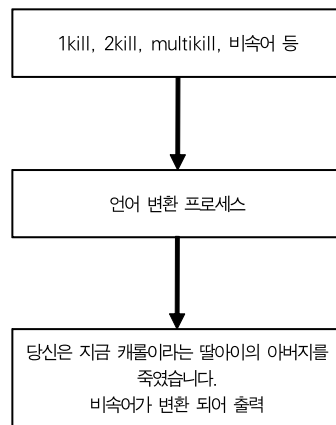 1kill, 2kill, multikill, 비속어 등
언어 변환 프로세스
당신은 지금 캐롤이라는 딸아이의 아버지를
죽였습니다.
비속어가 변환 되어 출력